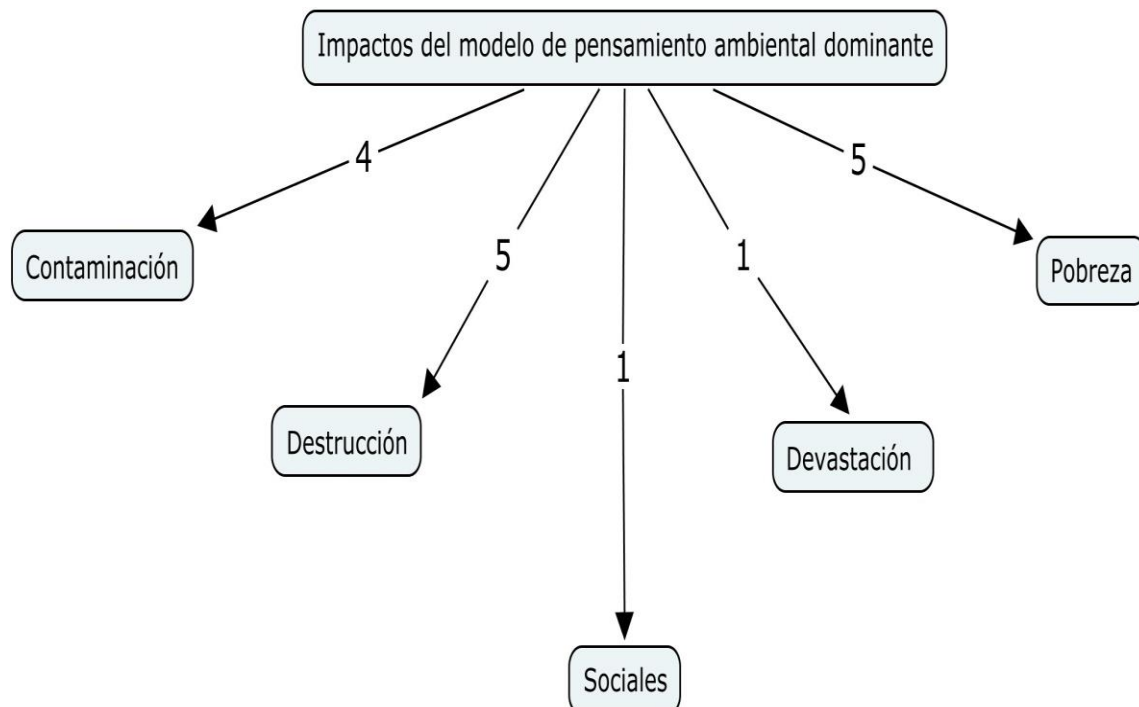 Impactos del modelo de pensamiento ambiental dominante
4
5
5
1
1
Contaminación
Pobreza
Destrucción
Devastación
Sociales